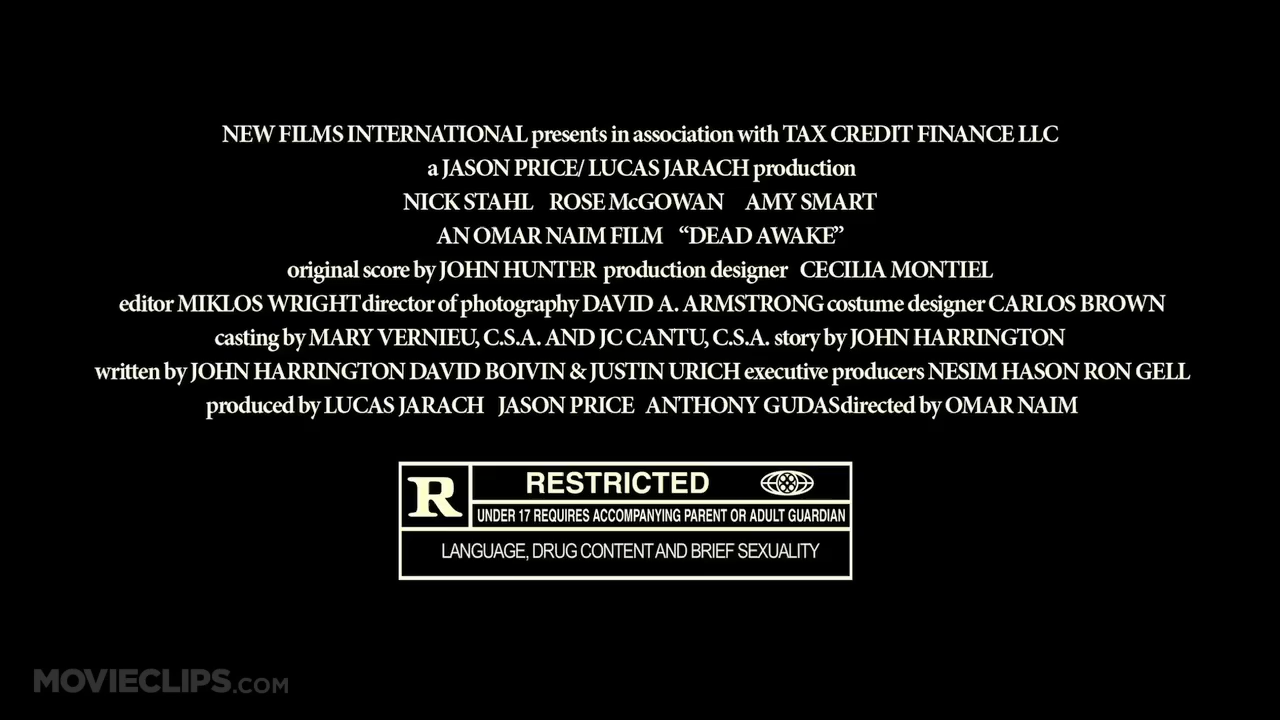 NEW FILMS INTERNATIONAL presents in association with TAX CREDIT FINANCE LLC
a JASON PRICE/ LUCAS JARACH production
NICK STAHL ROSE McGOWAN AMY SMART
AN OMAR NAIM FILM “DEAD AWAKE”
original score by JOHN HUNTER production designer CECILIA MONTIEL
editor MIKLOS WRIGHT director of photography DAVID A. ARMSTRONG costume designer CARLOS BROWN
casting by MARY VERNIEU, C.S.A. AND JC CANTU, C.S.A. story by JOHN HARRINGTON
written by JOHN HARRINGTON DAVID BOIVIN & JUSTIN URICH executive producers NESIM HASON RON GELL
produced by LUCAS JARACH JASON PRICE ANTHONY GUDAS directed by OMAR NAIM
R RESTRICTED
UNDER 17 REQUIRES ACCOMPANYING PARENT OR ADULT GUARDIAN
LANGUAGE, DRUG CONTENT AND BRIEF SEXUALITY
MOVIECLIPS.COM